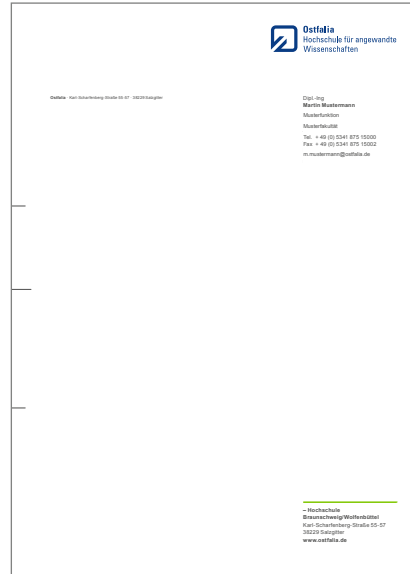 Ostfalia
Hochschule für angewandte
Wissenschaften
Ostfalia · Karl-Scharfenberg-Straße 55-57 · 38229 Salzgitter
Dipl.-Ing
Martin Mustermann
Musterfunktion
Musterfakultät
Tel. + 49 (0) 5341 875 15000
Fax + 49 (0) 5341 875 15002
m.mustermann@ostfalia.de
– Hochschule
Braunschweig/Wolfenbüttel
Karl-Scharfenberg-Straße 55-57
38229 Salzgitter
www.ostfalia.de